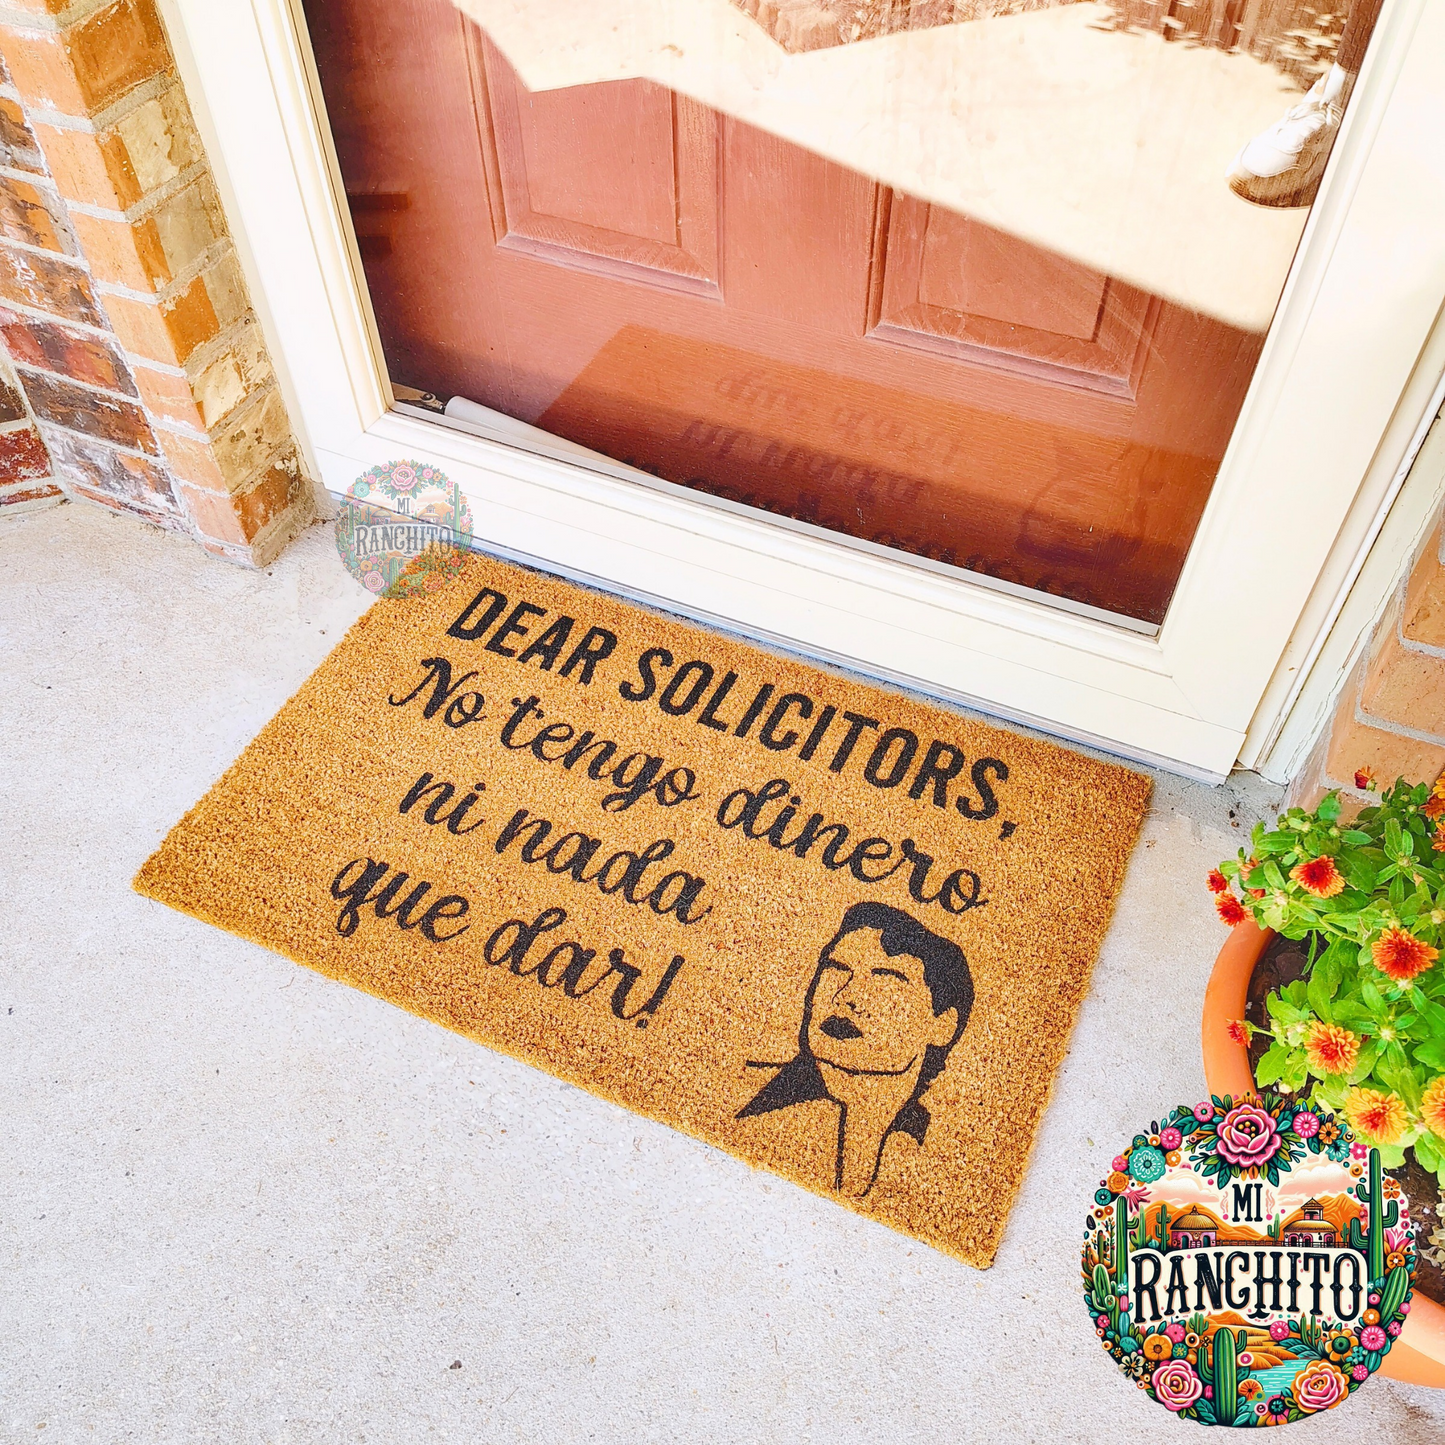 MI
RANCHITO
DEAR SOLICITORS,
No tengo dinero
ni nada
que dar!
MI
RANCHITO